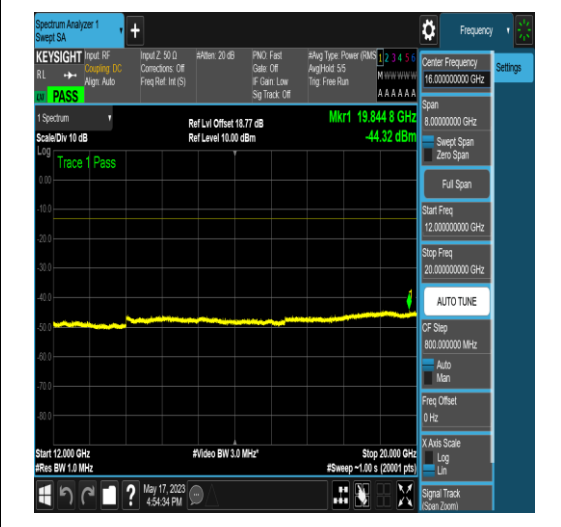 Spectrum Analyzer 1
Swept SA
Frequency
KEYSIGHT
RL
Input: RF
Coupling: DC
Align: Auto
Input Z: 50 Ω
Corrections: Off
Freq Ref: Int (S)
#Atten: 20 dB
PNO: Fast
Gate: Off
IF Gain: Low
Sig Track: Off
#Avg Type: Power (RMS
Avg|Hold: 5/5
Trig: Free Run
1 2 3 4 5 6
M W W W W W
A A A A A A
PASS
1 Spectrum
Scale/Div 10 dB
Ref Lvl Offset 18.77 dB
Ref Level 10.00 dBm
Mkr1 19.844 8 GHz
-44.32 dBm
Log
Trace 1 Pass
0.00
-10.0
-20.0
-30.0
-40.0
-50.0
-60.0
-70.0
-80.0
1
Start 12.000 GHz
#Res BW 1.0 MHz
#Video BW 3.0 MHz*
Stop 20.000 GHz
#Sweep ~1.00 s (20001 pts)
?
May 17, 2023
4:54:34 PM
Center Frequency
16.000000000 GHz
Settings
Span
8.00000000 GHz
Swept Span
Zero Span
Full Span
Start Freq
12.000000000 GHz
Stop Freq
20.000000000 GHz
AUTO TUNE
CF Step
800.000000 MHz
Auto
Man
Freq Offset
0 Hz
X Axis Scale
Log
Lin
Signal Track
(Span Zoom)